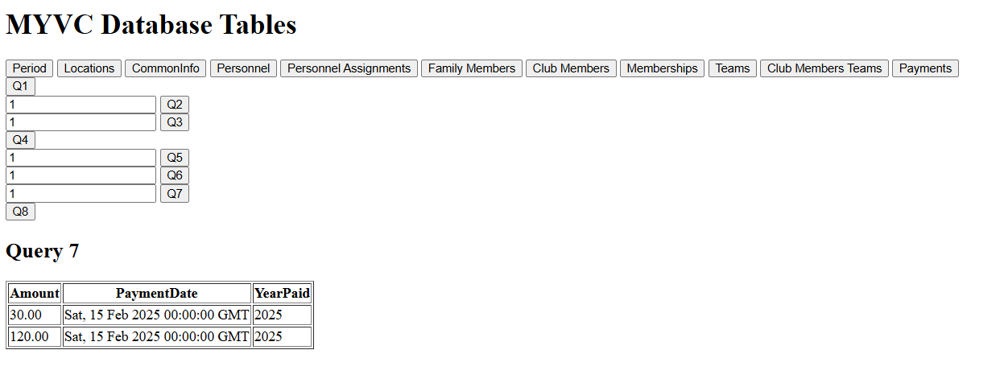 MYVC Database Tables
Period Locations CommonInfo Personnel Personnel Assignments Family Members Club Members Memberships Teams Club Members Teams Payments
Q1
1 Q2
1 Q3
Q4
1 Q5
1 Q6
1 Q7
Q8
Query 7
Amount PaymentDate YearPaid
30.00 Sat, 15 Feb 2025 00:00:00 GMT 2025
120.00 Sat, 15 Feb 2025 00:00:00 GMT 2025